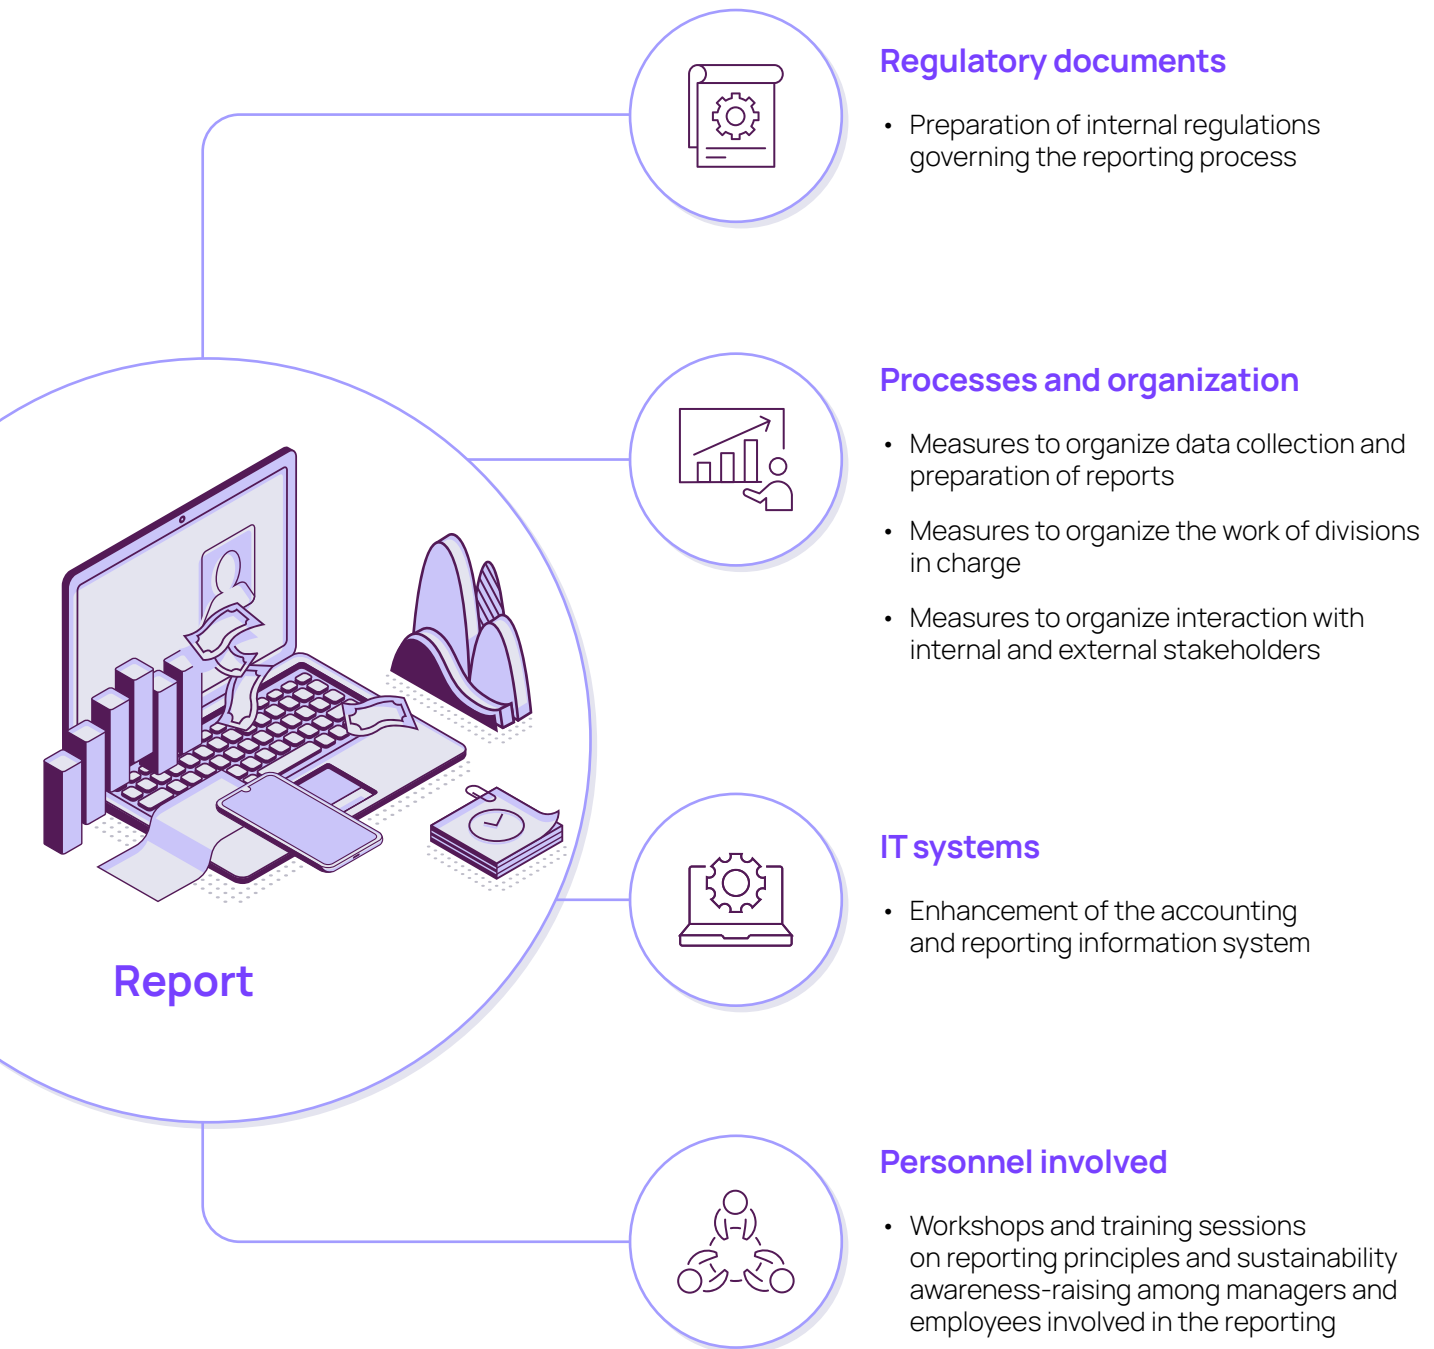 Regulatory documents
• Preparation of internal regulations
governing the reporting process
Processes and organization
• Measures to organize data collection and
preparation of reports
• Measures to organize the work of divisions
in charge
• Measures to organize interaction with
internal and external stakeholders
IT systems
• Enhancement of the accounting
and reporting information system
Report
Personnel involved
• Workshops and training sessions
on reporting principles and sustainability
awareness-raising among managers and
employees involved in the reporting